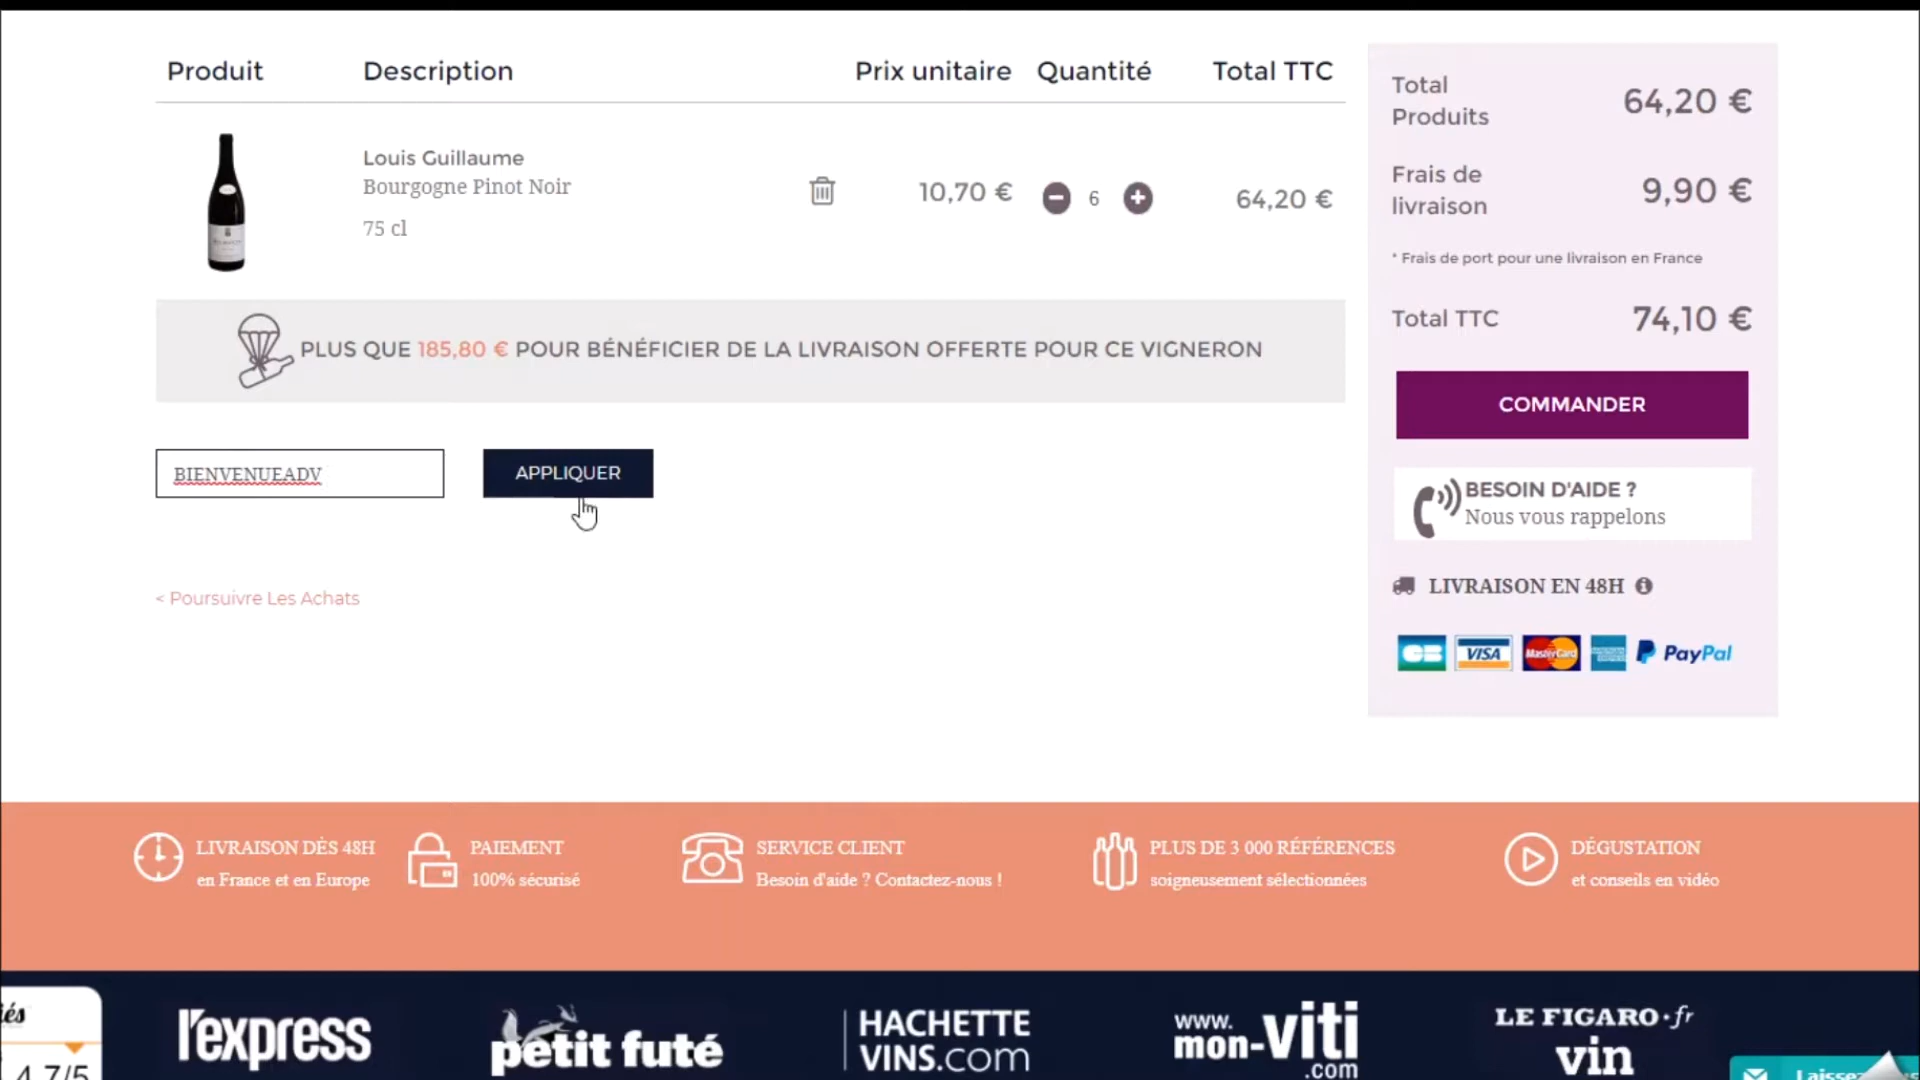 Produit Description Prix unitaire Quantité Total TTC
Louis Guillaume
Bourgogne Pinot Noir
75 cl
10,70 € 6 64,20 €
PLUS QUE 185,80 € POUR BÉNÉFICIER DE LA LIVRAISON OFFERTE POUR CE VIGNERON
BIENVENUEADV APPLIQUER
< Poursuivre Les Achats
Total
Produits
64,20 €
Frais de
livraison
9,90 €
* Frais de port pour une livraison en France
Total TTC 74,10 €
COMMANDER
BESOIN D'AIDE ?
Nous vous rappelons
LIVRAISON EN 48H
CB VISA MasterCard PayPal
LIVRAISON DÈS 48H
en France et en Europe
PAIEMENT
100% sécurisé
SERVICE CLIENT
Besoin d'aide ? Contactez-nous !
PLUS DE 3 000 RÉFÉRENCES
soigneusement sélectionnées
DÉGUSTATION
et conseils en vidéo
4.7/5
l'express
petit futé
HACHETTE
VINS.com
www.
mon-viti
.com
LE FIGARO.fr
vin